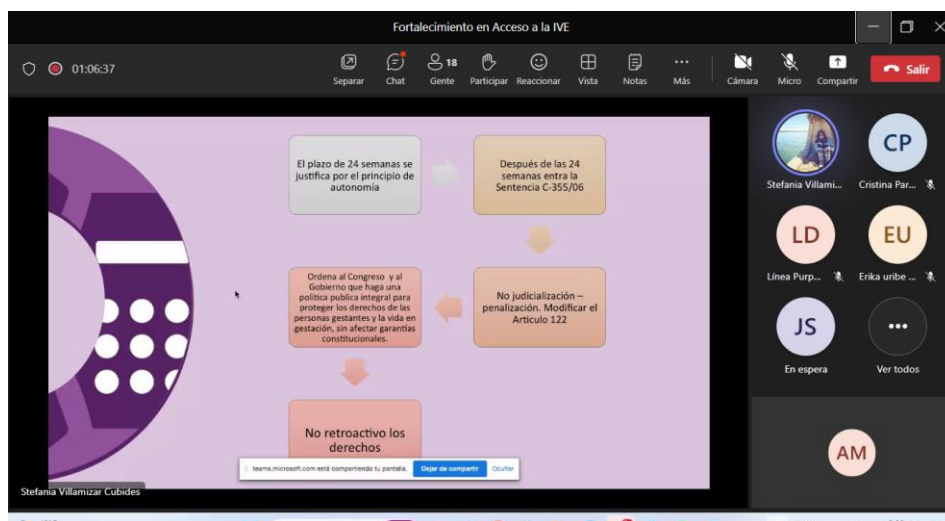 Fortalecimiento en Acceso a la IVE
01:06:37
Separar
Chat
18
Gente
Participar
Reaccionar
Vista
Notas
Más
Cámara
Micro
Compartir
Salir
El plazo de 24 semanas se
justifica por el principio de
autonomía
Después de las 24
semanas entra la
Sentencia C-355/06
Ordena al Congreso y al
Gobierno que haga una
política publica integral para
proteger los derechos de las
personas gestantes y la vida en
gestación, sin afectar garantías
constitucionales.
No judicialización –
penalización. Modificar el
Articulo 122
No retroactivo los
derechos
teams.microsoft.com está compartiendo tu pantalla.
Dejar de compartir
Ocultar
Stefania Villamizar Cubides
Stefania Villami...
CP
Cristina Par...
LD
Línea Purp...
EU
Erika uribe ...
JS
En espera
...
Ver todos
AM